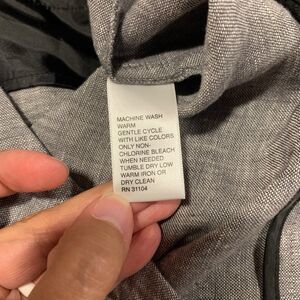 MACHINE WASH
WARM
GENTLE CYCLE
WITH LIKE COLORS
ONLY NON-
CHLORINE BLEACH
WHEN NEEDED
TUMBLE DRY LOW
WARM IRON OR
DRY CLEAN
RN 31104